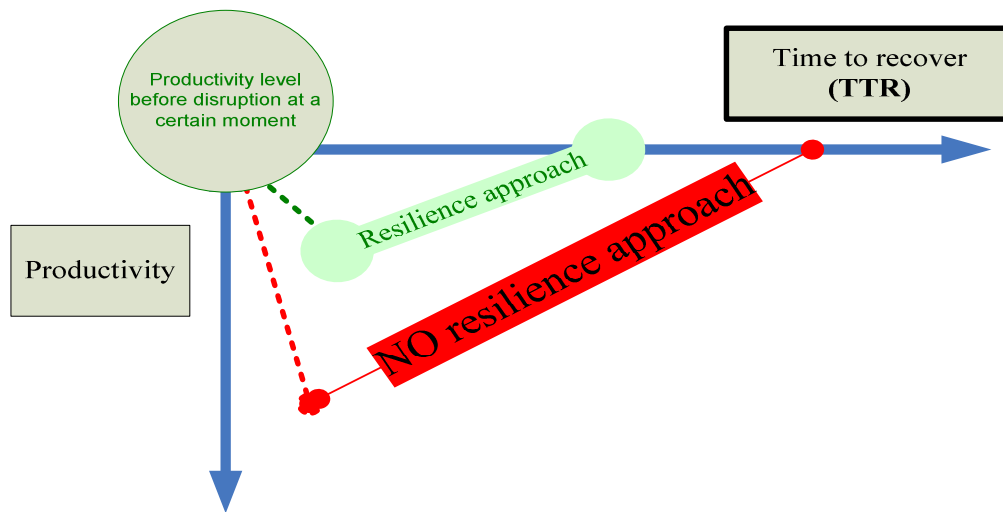 Productivity level
before disruption at a
certain moment
Time to recover
(TTR)
Resilience approach
NO resilience approach
Productivity